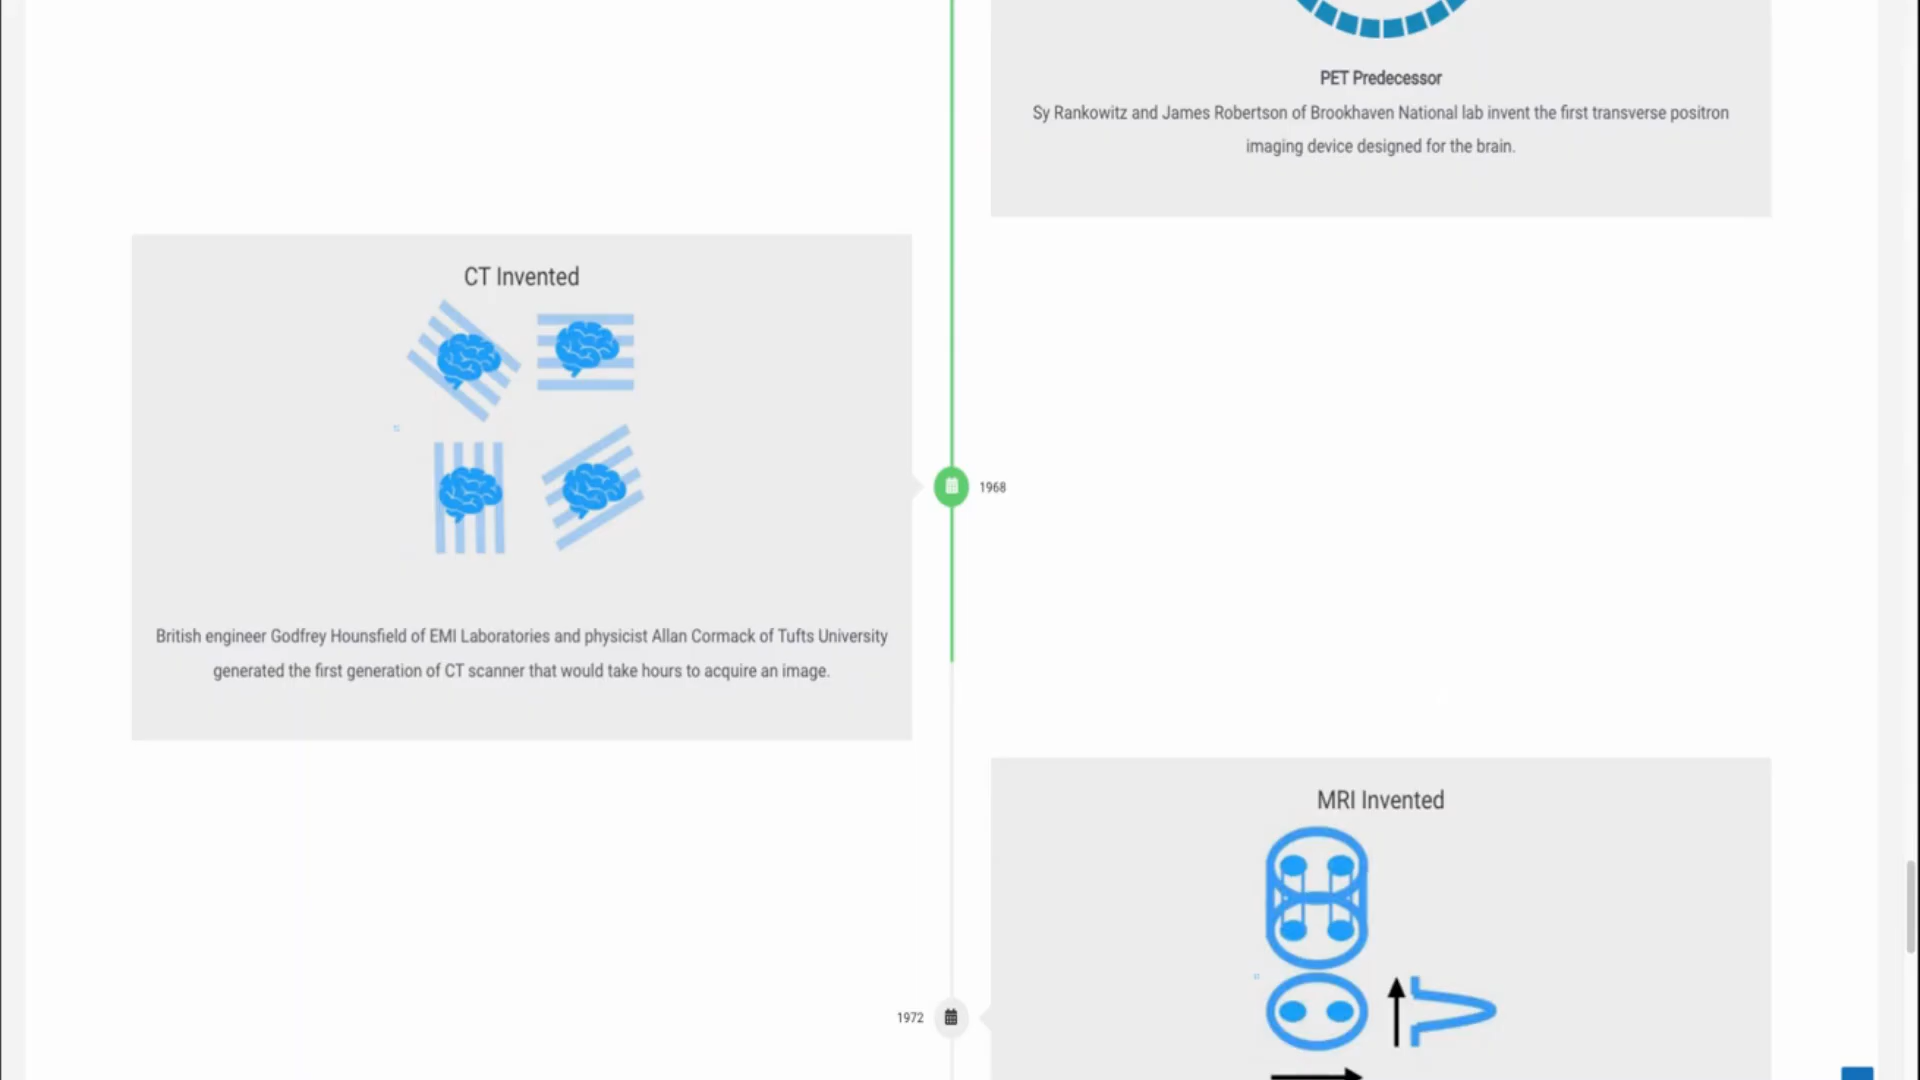 PET Predecessor
Sy Rankowitz and James Robertson of Brookhaven National lab invent the first transverse positron
imaging device designed for the brain.
CT Invented
1968
British engineer Godfrey Hounsfield of EMI Laboratories and physicist Allan Cormack of Tufts University
generated the first generation of CT scanner that would take hours to acquire an image.
MRI Invented
1972